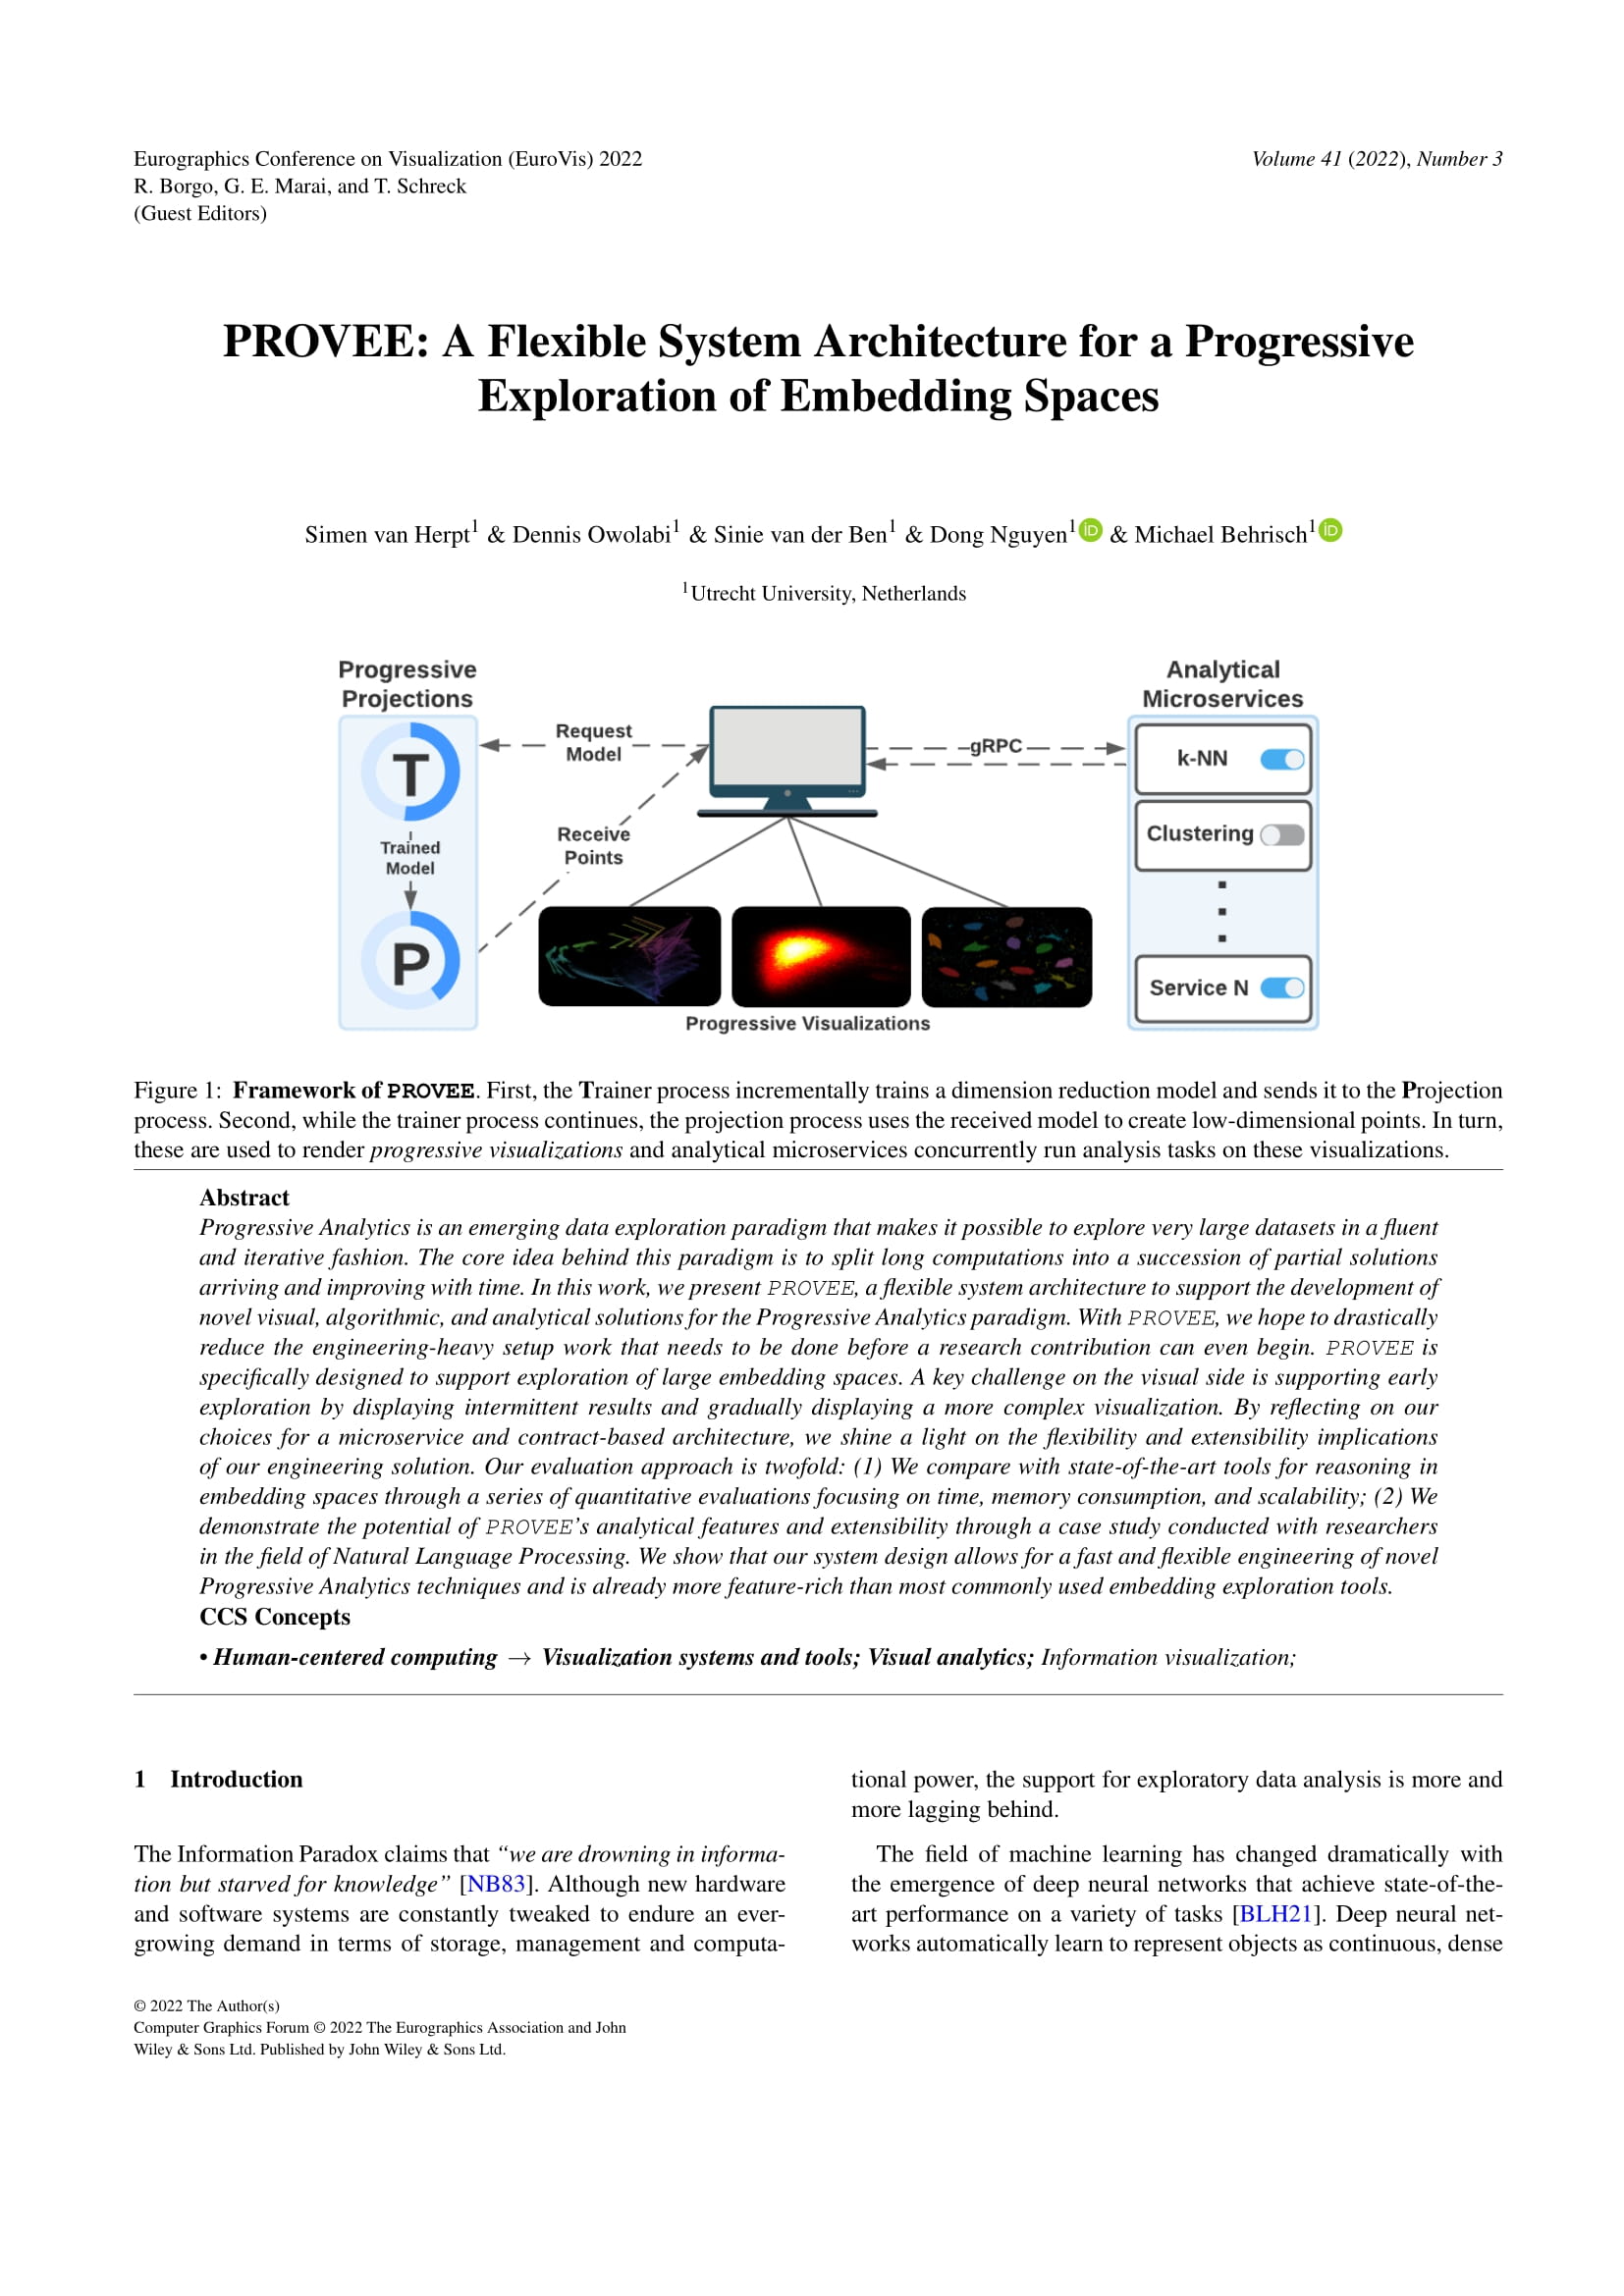 Eurographics Conference on Visualization (EuroVis) 2022
R. Borgo, G. E. Marai, and T. Schreck
(Guest Editors)
Volume 41 (2022), Number 3
PROVEE: A Flexible System Architecture for a Progressive
Exploration of Embedding Spaces
Simen van Herpt1 & Dennis Owolabi1 & Sinie van der Ben1 & Dong Nguyen1 iD & Michael Behrisch1 iD
1Utrecht University, Netherlands
Progressive
Projections
T
Trained
Model
P
Request
Model
Receive
Points
gRPC
Progressive Visualizations
Analytical
Microservices
k-NN
Clustering
Service N
Figure 1: Framework of PROVEE. First, the Trainer process incrementally trains a dimension reduction model and sends it to the Projection
process. Second, while the trainer process continues, the projection process uses the received model to create low-dimensional points. In turn,
these are used to render progressive visualizations and analytical microservices concurrently run analysis tasks on these visualizations.
Abstract
Progressive Analytics is an emerging data exploration paradigm that makes it possible to explore very large datasets in a fluent
and iterative fashion. The core idea behind this paradigm is to split long computations into a succession of partial solutions
arriving and improving with time. In this work, we present PROVEE, a flexible system architecture to support the development of
novel visual, algorithmic, and analytical solutions for the Progressive Analytics paradigm. With PROVEE, we hope to drastically
reduce the engineering-heavy setup work that needs to be done before a research contribution can even begin. PROVEE is
specifically designed to support exploration of large embedding spaces. A key challenge on the visual side is supporting early
exploration by displaying intermittent results and gradually displaying a more complex visualization. By reflecting on our
choices for a microservice and contract-based architecture, we shine a light on the flexibility and extensibility implications
of our engineering solution. Our evaluation approach is twofold: (1) We compare with state-of-the-art tools for reasoning in
embedding spaces through a series of quantitative evaluations focusing on time, memory consumption, and scalability; (2) We
demonstrate the potential of PROVEE's analytical features and extensibility through a case study conducted with researchers
in the field of Natural Language Processing. We show that our system design allows for a fast and flexible engineering of novel
Progressive Analytics techniques and is already more feature-rich than most commonly used embedding exploration tools.
CCS Concepts
• Human-centered computing → Visualization systems and tools; Visual analytics; Information visualization;
1 Introduction
The Information Paradox claims that “we are drowning in informa-
tion but starved for knowledge” [NB83]. Although new hardware
and software systems are constantly tweaked to endure an ever-
growing demand in terms of storage, management and computa-
tional power, the support for exploratory data analysis is more and
more lagging behind.
The field of machine learning has changed dramatically with
the emergence of deep neural networks that achieve state-of-the-
art performance on a variety of tasks [BLH21]. Deep neural net-
works automatically learn to represent objects as continuous, dense
© 2022 The Author(s)
Computer Graphics Forum © 2022 The Eurographics Association and John
Wiley & Sons Ltd. Published by John Wiley & Sons Ltd.